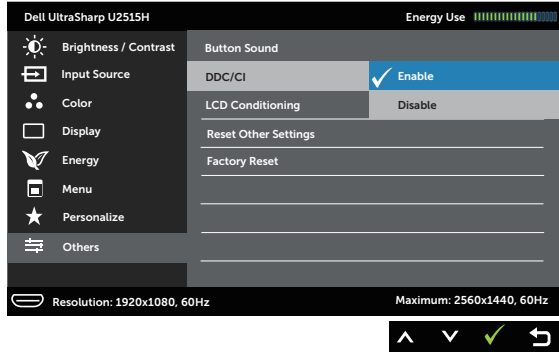 Dell UltraSharp U2515H Energy Use
Brightness / Contrast Button Sound
Input Source DDC/CI Enable
Color LCD Conditioning Disable
Display Reset Other Settings
Energy Factory Reset
Menu
Personalize
Others
Resolution: 1920x1080, 60Hz Maximum: 2560x1440, 60Hz